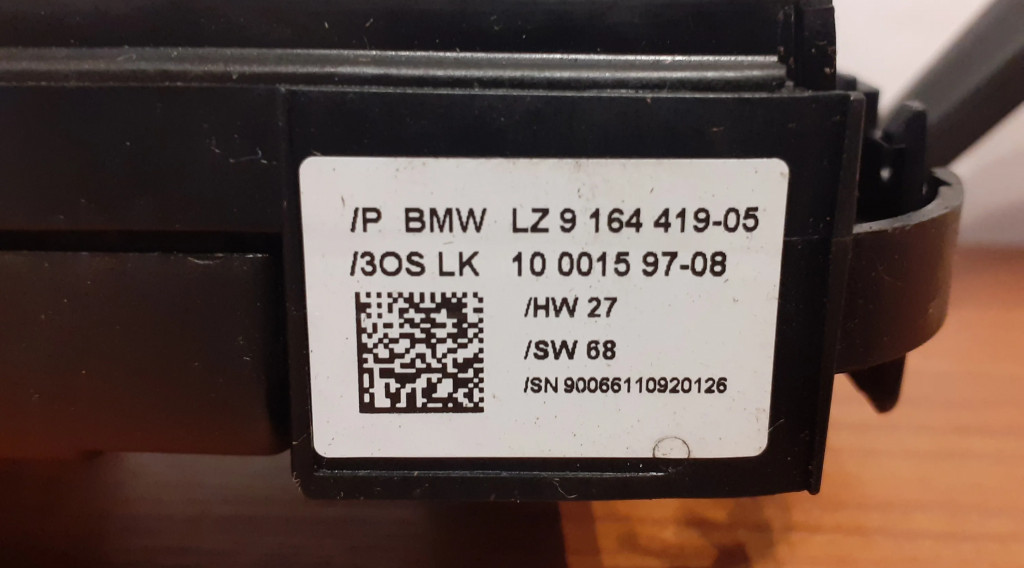 /P BMW LZ 9 164 419-05
/3OS LK 10 0015 97-08
/HW 27
/SW 68
/SN 90066110920126